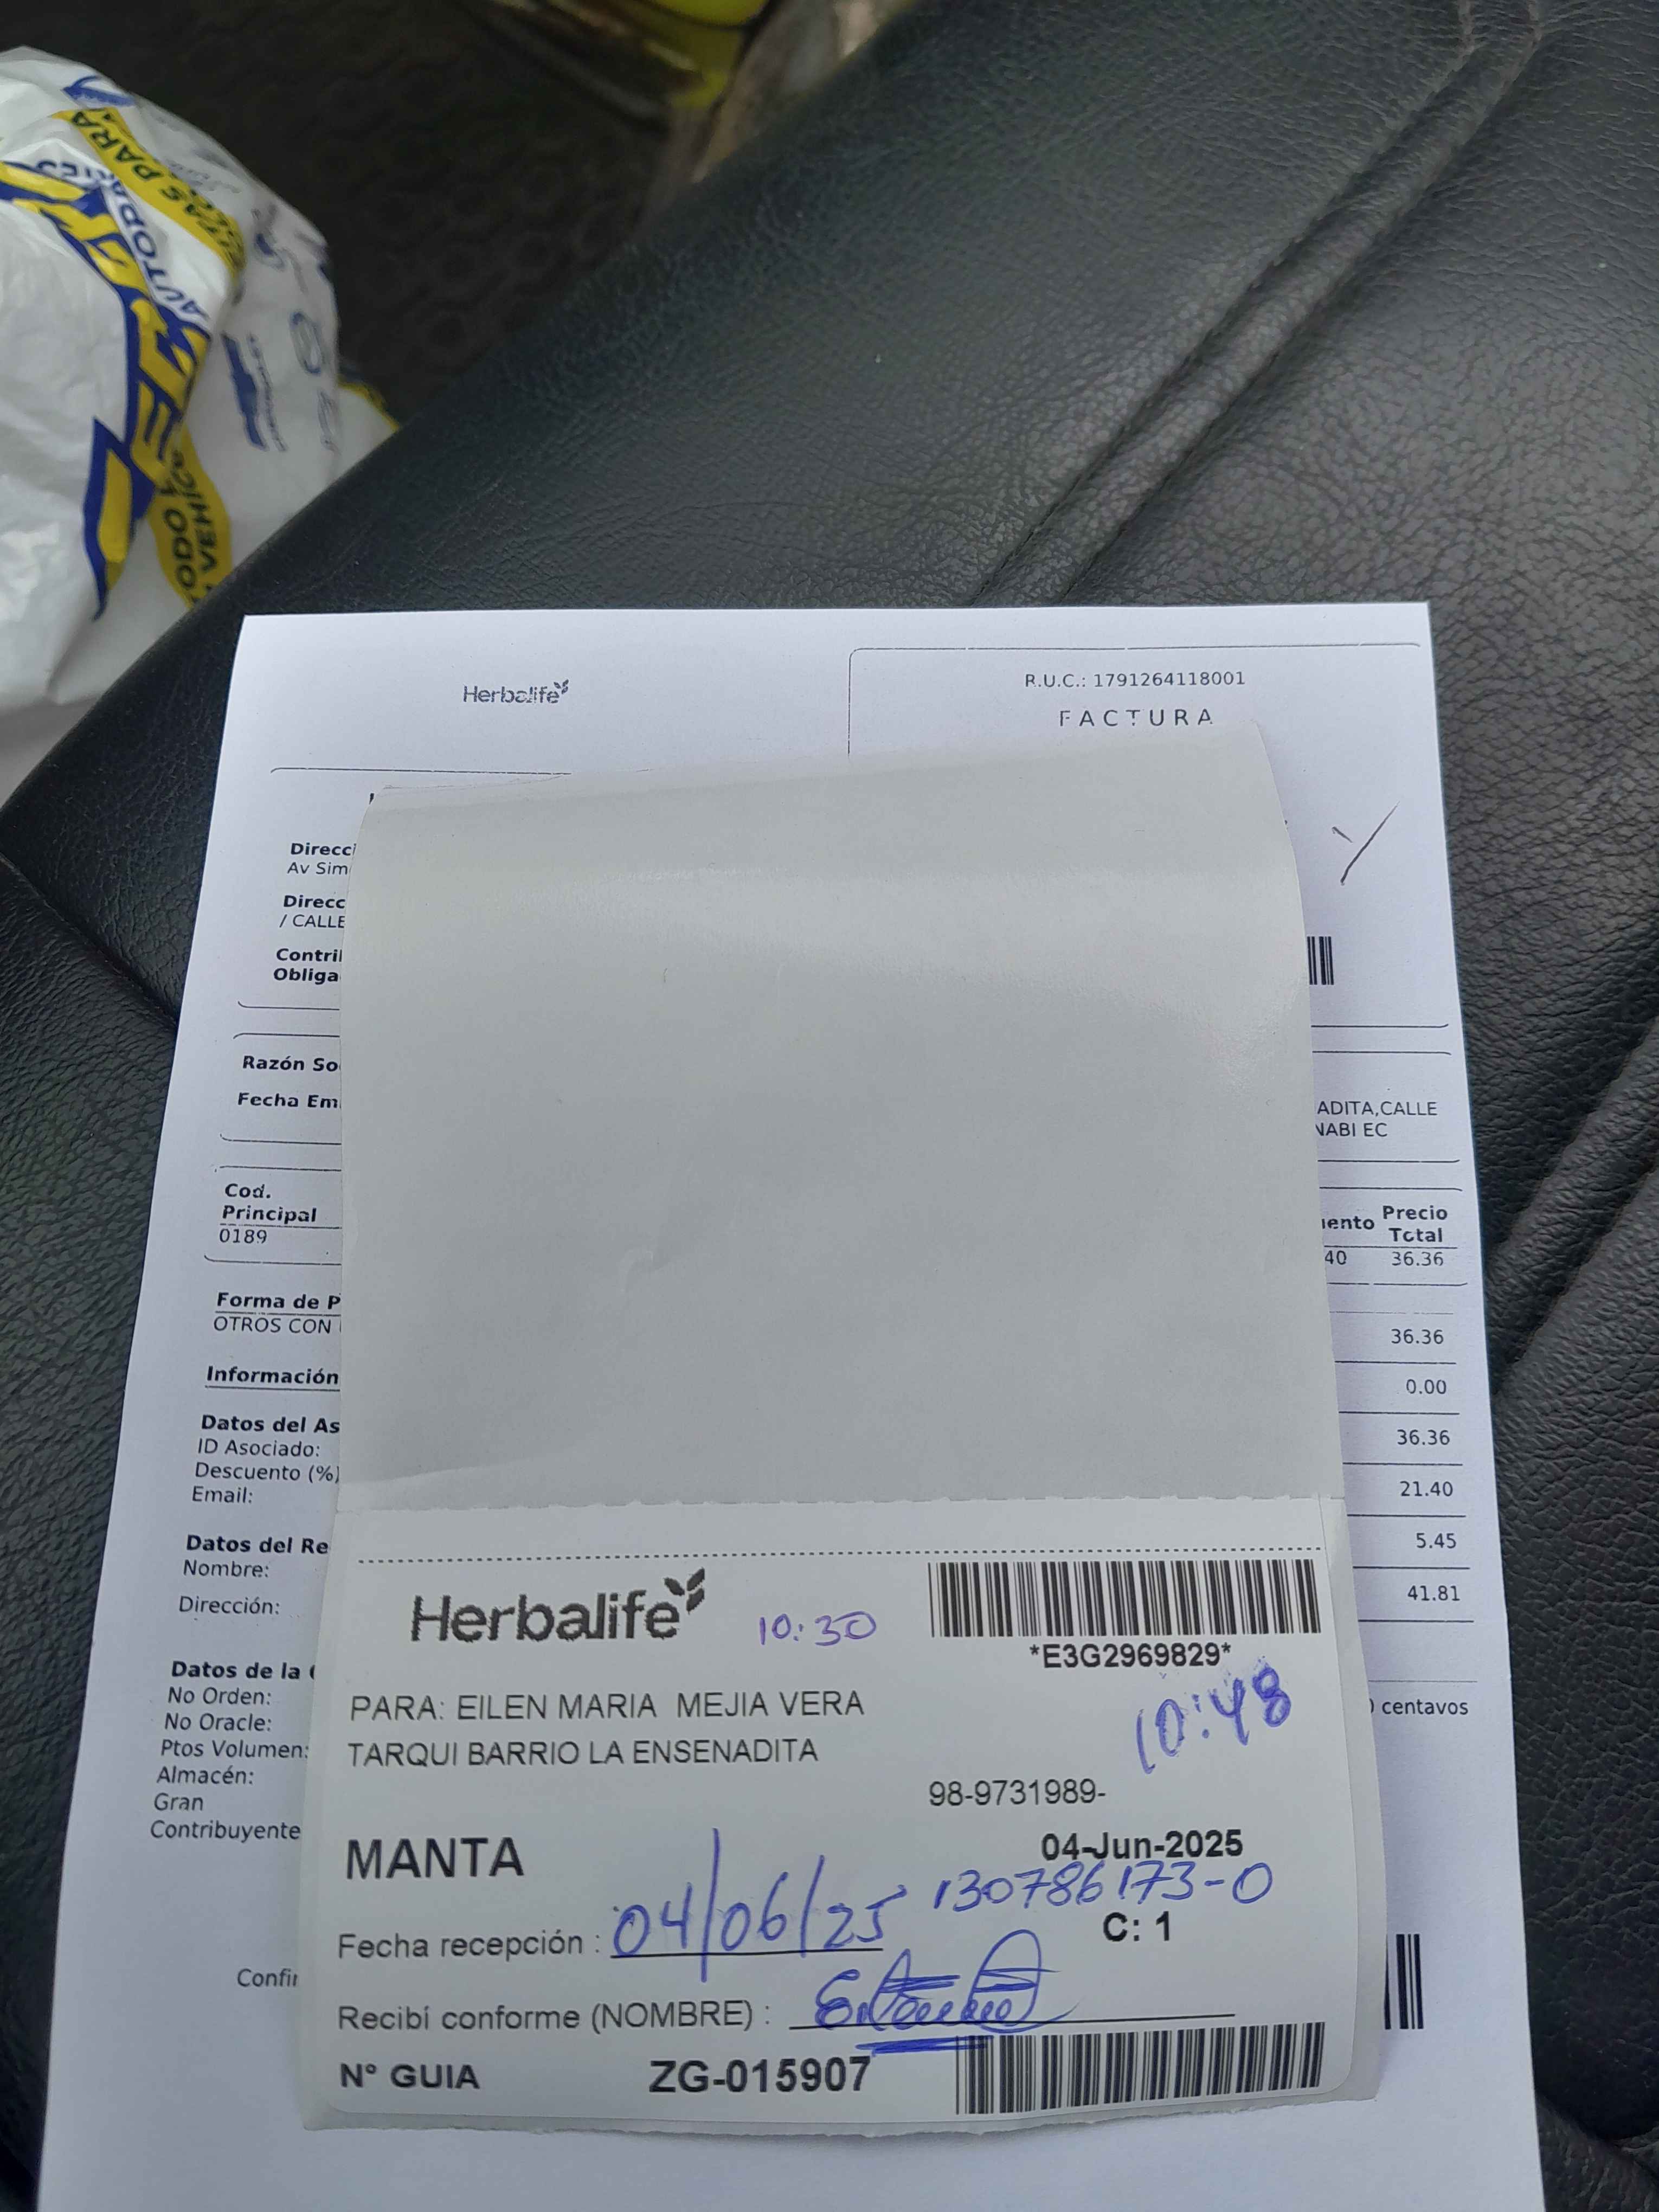 AUTOPARTES
TODO
Herbalife
R.U.C.: 1791264118001
FACTURA
Direcci
Av Sim
Direcc
/ CALLE
Contri
Obliga
Razón So
Fecha Em
ADITA,CALLE
NABI EC
Cod.
Principal
0189
Precio
Total
40 36.36
Forma de P
OTROS CON
36.36
Información
0.00
Datos del As
ID Asociado:
Descuento (%)
Email:
36.36
21.40
Datos del Re
Nombre:
Dirección:
5.45
41.81
Datos de la
No Orden:
No Oracle:
Ptos Volumen:
Almacén:
Gran
Contribuyente
centavos
Confir
Herbalife 10:30
*E3G2969829*
PARA: EILEN MARIA MEJIA VERA
10:48
TARQUI BARRIO LA ENSENADITA
98-9731989-
MANTA 04-Jun-2025
130786173-0
Fecha recepción : 04/06/25 C: 1
Recibí conforme (NOMBRE) :
N° GUIA ZG-015907